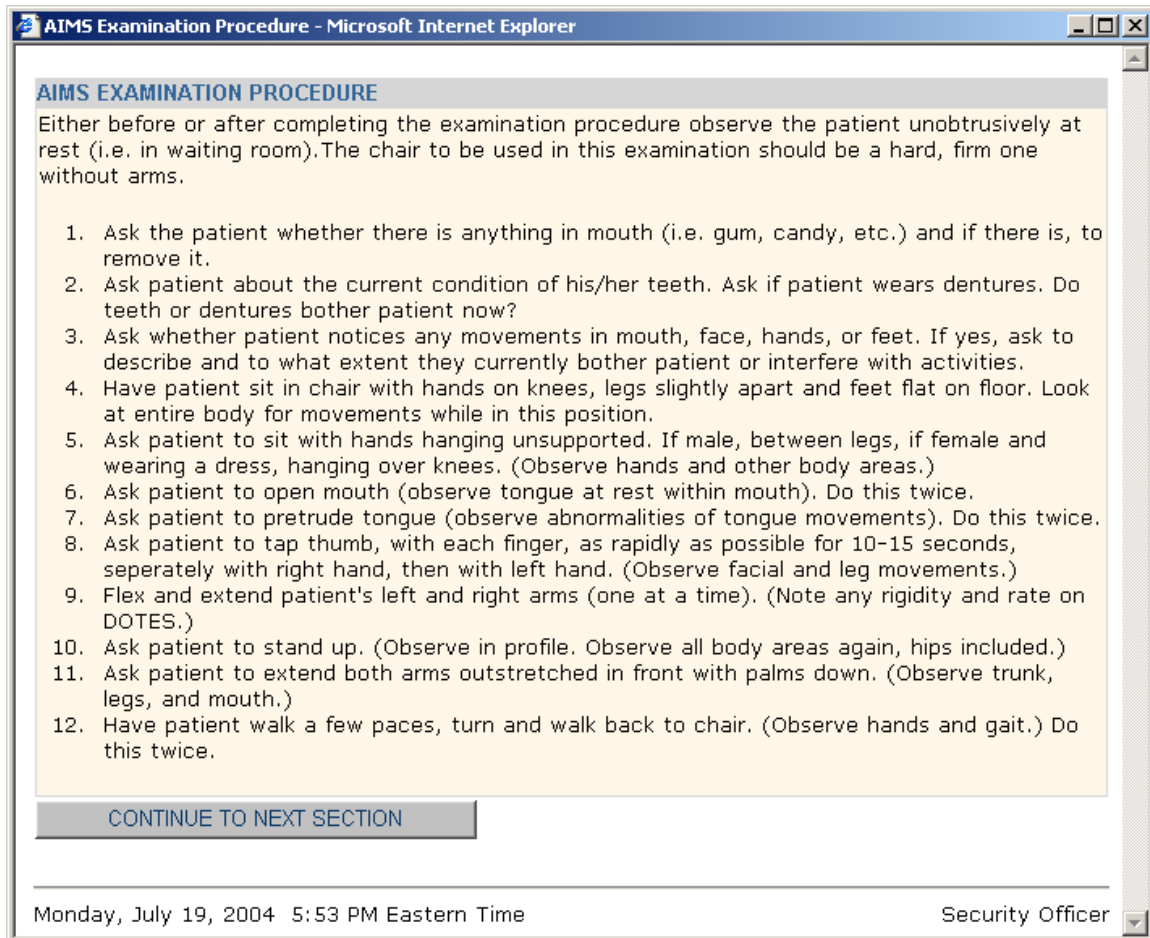 AIMS Examination Procedure - Microsoft Internet Explorer
AIMS EXAMINATION PROCEDURE
Either before or after completing the examination procedure observe the patient unobtrusively at
rest (i.e. in waiting room).The chair to be used in this examination should be a hard, firm one
without arms.
1. Ask the patient whether there is anything in mouth (i.e. gum, candy, etc.) and if there is, to
remove it.
2. Ask patient about the current condition of his/her teeth. Ask if patient wears dentures. Do
teeth or dentures bother patient now?
3. Ask whether patient notices any movements in mouth, face, hands, or feet. If yes, ask to
describe and to what extent they currently bother patient or interfere with activities.
4. Have patient sit in chair with hands on knees, legs slightly apart and feet flat on floor. Look
at entire body for movements while in this position.
5. Ask patient to sit with hands hanging unsupported. If male, between legs, if female and
wearing a dress, hanging over knees. (Observe hands and other body areas.)
6. Ask patient to open mouth (observe tongue at rest within mouth). Do this twice.
7. Ask patient to pretrude tongue (observe abnormalities of tongue movements). Do this twice.
8. Ask patient to tap thumb, with each finger, as rapidly as possible for 10-15 seconds,
seperately with right hand, then with left hand. (Observe facial and leg movements.)
9. Flex and extend patient's left and right arms (one at a time). (Note any rigidity and rate on
DOTES.)
10. Ask patient to stand up. (Observe in profile. Observe all body areas again, hips included.)
11. Ask patient to extend both arms outstretched in front with palms down. (Observe trunk,
legs, and mouth.)
12. Have patient walk a few paces, turn and walk back to chair. (Observe hands and gait.) Do
this twice.
CONTINUE TO NEXT SECTION
Monday, July 19, 2004 5:53 PM Eastern Time Security Officer